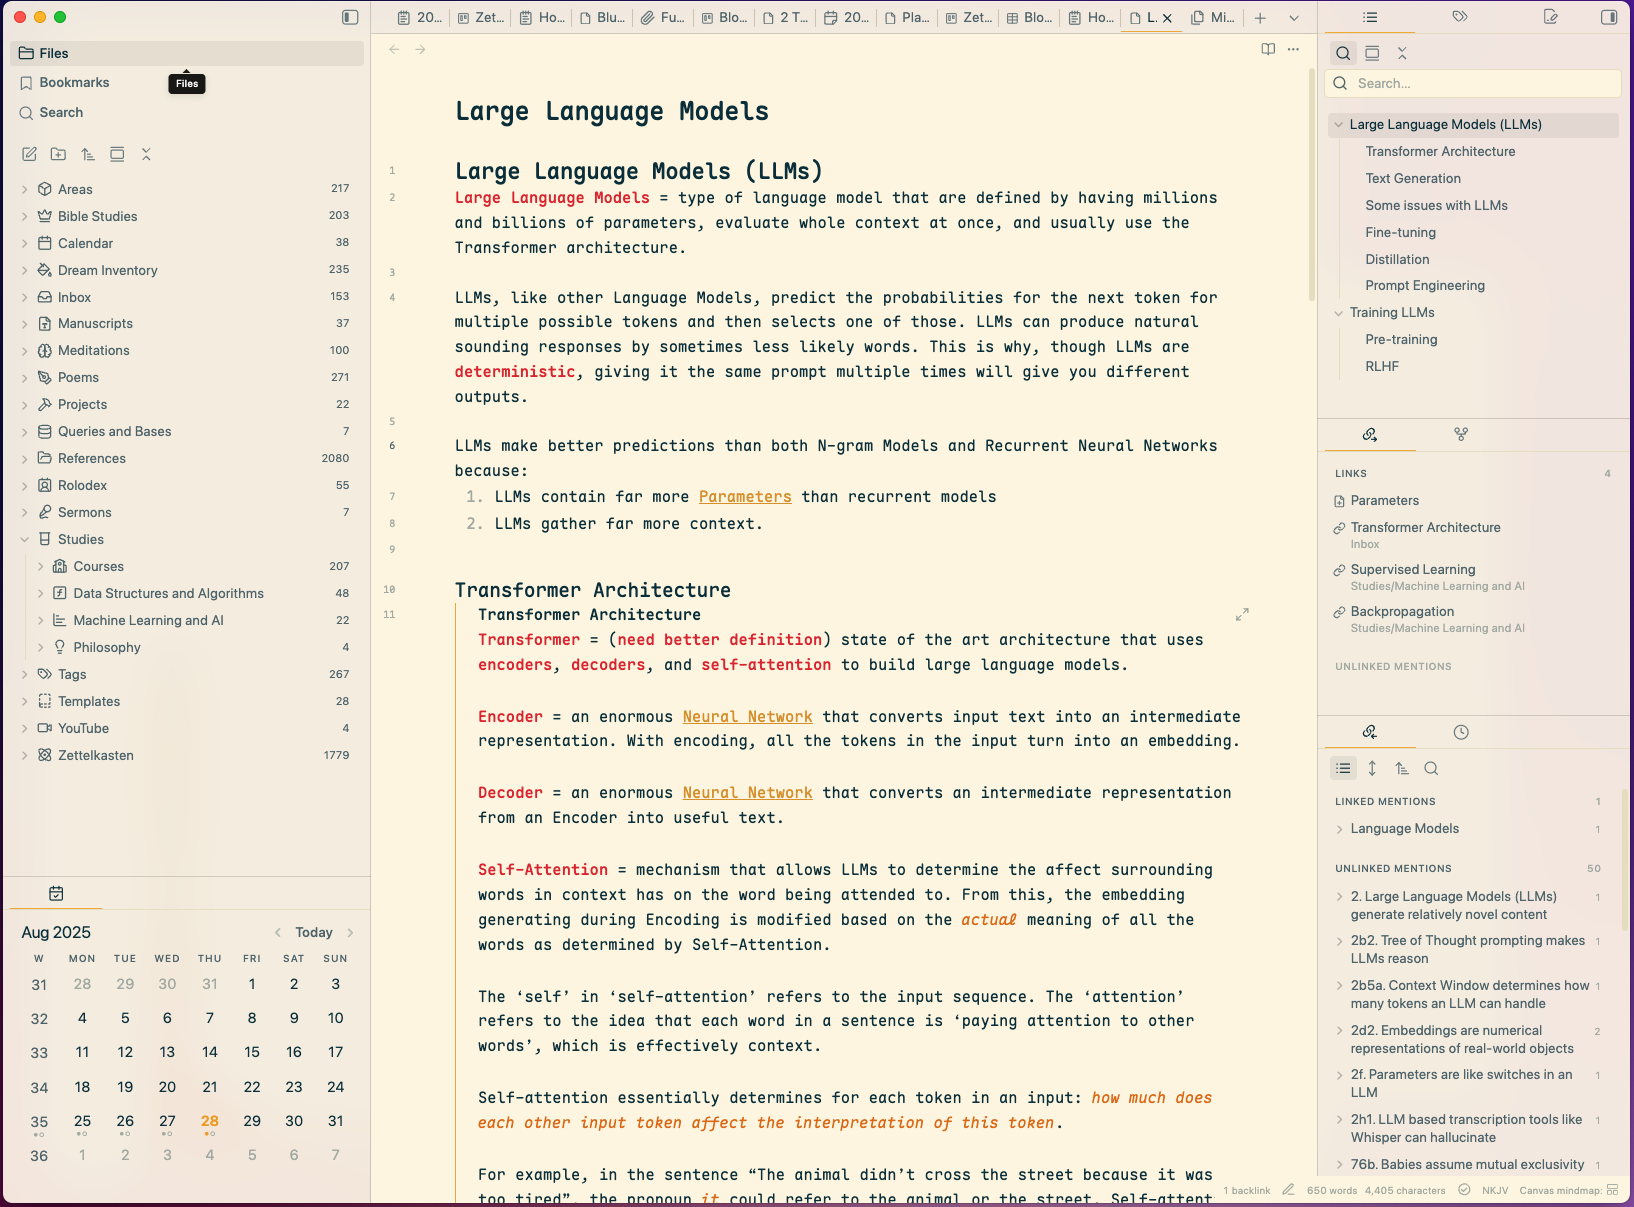 20...
Zet...
Ho...
Blu...
Fu...
Blo...
2 T...
20...
Pla...
Zet...
Blo...
Ho...
L.
Mi...
Files
Bookmarks
Files
Search
Areas 217
Bible Studies 203
Calendar 38
Dream Inventory 235
Inbox 153
Manuscripts 37
Meditations 100
Poems 271
Projects 22
Queries and Bases 7
References 2080
Rolodex 55
Sermons 7
Studies
Courses 207
Data Structures and Algorithms 48
Machine Learning and AI 22
Philosophy 4
Tags 267
Templates 28
YouTube 4
Zettelkasten 1779
Aug 2025 Today
W MON TUE WED THU FRI SAT SUN
31 28 29 30 31 1 2 3
32 4 5 6 7 8 9 10
33 11 12 13 14 15 16 17
34 18 19 20 21 22 23 24
35 25 26 27 28 29 30 31
36 1 2 3 4 5 6 7
Large Language Models
1 Large Language Models (LLMs)
2 Large Language Models = type of language model that are defined by having millions
and billions of parameters, evaluate whole context at once, and usually use the
Transformer architecture.
3
4 LLMs, like other Language Models, predict the probabilities for the next token for
multiple possible tokens and then selects one of those. LLMs can produce natural
sounding responses by sometimes less likely words. This is why, though LLMs are
deterministic, giving it the same prompt multiple times will give you different
outputs.
5
6 LLMs make better predictions than both N-gram Models and Recurrent Neural Networks
because:
7 1. LLMs contain far more Parameters than recurrent models
8 2. LLMs gather far more context.
9
10 Transformer Architecture
11 Transformer Architecture
Transformer = (need better definition) state of the art architecture that uses
encoders, decoders, and self-attention to build large language models.
Encoder = an enormous Neural Network that converts input text into an intermediate
representation. With encoding, all the tokens in the input turn into an embedding.
Decoder = an enormous Neural Network that converts an intermediate representation
from an Encoder into useful text.
Self-Attention = mechanism that allows LLMs to determine the affect surrounding
words in context has on the word being attended to. From this, the embedding
generating during Encoding is modified based on the actual meaning of all the
words as determined by Self-Attention.
The ‘self’ in ‘self-attention’ refers to the input sequence. The ‘attention’
refers to the idea that each word in a sentence is ‘paying attention to other
words’, which is effectively context.
Self-attention essentially determines for each token in an input: how much does
each other input token affect the interpretation of this token.
For example, in the sentence “The animal didn’t cross the street because it was
too tired”, the pronoun it could refer to the animal or the street. Self-attent
Search...
Large Language Models (LLMs)
Transformer Architecture
Text Generation
Some issues with LLMs
Fine-tuning
Distillation
Prompt Engineering
Training LLMs
Pre-training
RLHF
LINKS 4
Parameters
Transformer Architecture
Inbox
Supervised Learning
Studies/Machine Learning and AI
Backpropagation
Studies/Machine Learning and AI
UNLINKED MENTIONS
LINKED MENTIONS 1
Language Models 1
UNLINKED MENTIONS 50
2. Large Language Models (LLMs) 1
generate relatively novel content
2b2. Tree of Thought prompting makes 1
LLMs reason
2b5a. Context Window determines how 1
many tokens an LLM can handle
2d2. Embeddings are numerical 2
representations of real-world objects
2f. Parameters are like switches in an 1
LLM
2h1. LLM based transcription tools like 1
Whisper can hallucinate
76b. Babies assume mutual exclusivity 1
1 backlink 650 words 4,405 characters NKJV Canvas mindmap: